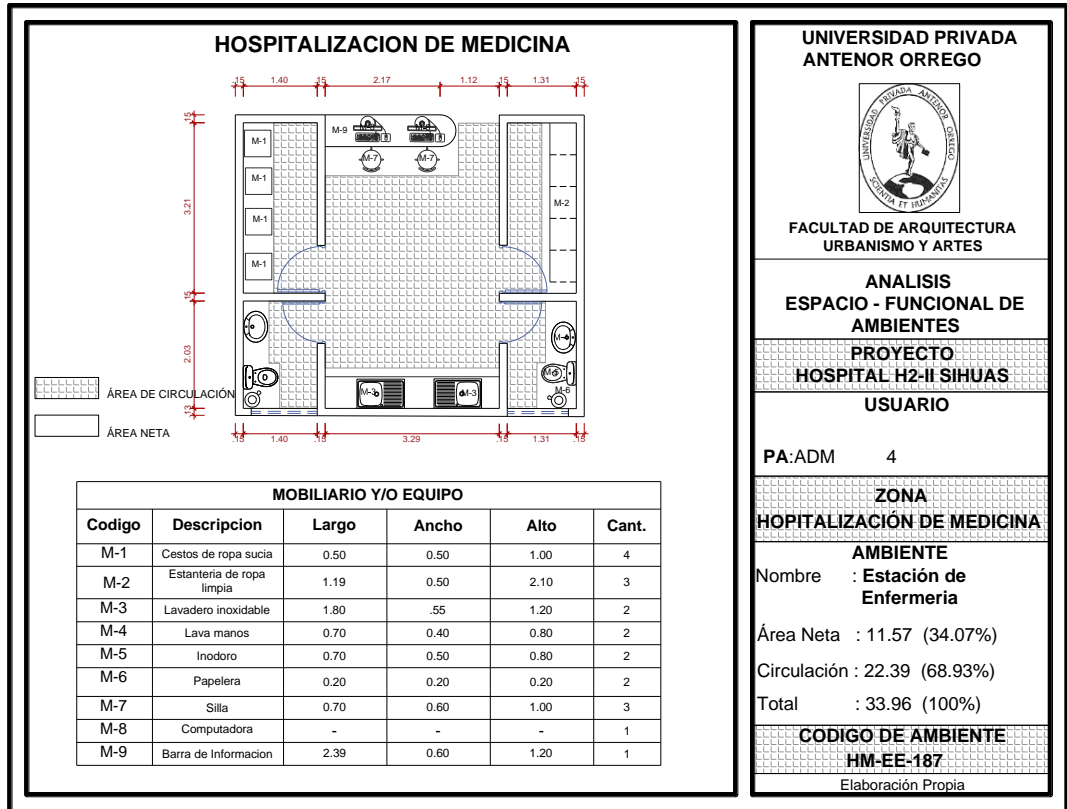 HOSPITALIZACION DE MEDICINA
.15 1.40 .15 2.17 1.12 .15 1.31 .15
.15
3.21
.15
2.03
.13
M-1
M-1
M-1
M-1
M-9
M-7
M-7
M-2
M-4
M-5
M-6
M-3
M-3
.15 1.40 .15 3.29 .15 1.31 .15
ÁREA DE CIRCULACIÓN
ÁREA NETA
MOBILIARIO Y/O EQUIPO
Codigo Descripcion Largo Ancho Alto Cant.
M-1 Cestos de ropa sucia 0.50 0.50 1.00 4
M-2 Estanteria de ropa limpia 1.19 0.50 2.10 3
M-3 Lavadero inoxidable 1.80 .55 1.20 2
M-4 Lava manos 0.70 0.40 0.80 2
M-5 Inodoro 0.70 0.50 0.80 2
M-6 Papelera 0.20 0.20 0.20 2
M-7 Silla 0.70 0.60 1.00 3
M-8 Computadora - - - 1
M-9 Barra de Informacion 2.39 0.60 1.20 1
UNIVERSIDAD PRIVADA
ANTENOR ORREGO
UNIVERSIDAD PRIVADA ANTENOR ORREGO
SCIENTIA ET HUMANITAS
FACULTAD DE ARQUITECTURA
URBANISMO Y ARTES
ANALISIS
ESPACIO - FUNCIONAL DE
AMBIENTES
PROYECTO
HOSPITAL H2-II SIHUAS
USUARIO
PA:ADM 4
ZONA
HOPITALIZACIÓN DE MEDICINA
AMBIENTE
Nombre : Estación de
Enfermeria
Área Neta : 11.57 (34.07%)
Circulación : 22.39 (68.93%)
Total : 33.96 (100%)
CODIGO DE AMBIENTE
HM-EE-187
Elaboración Propia